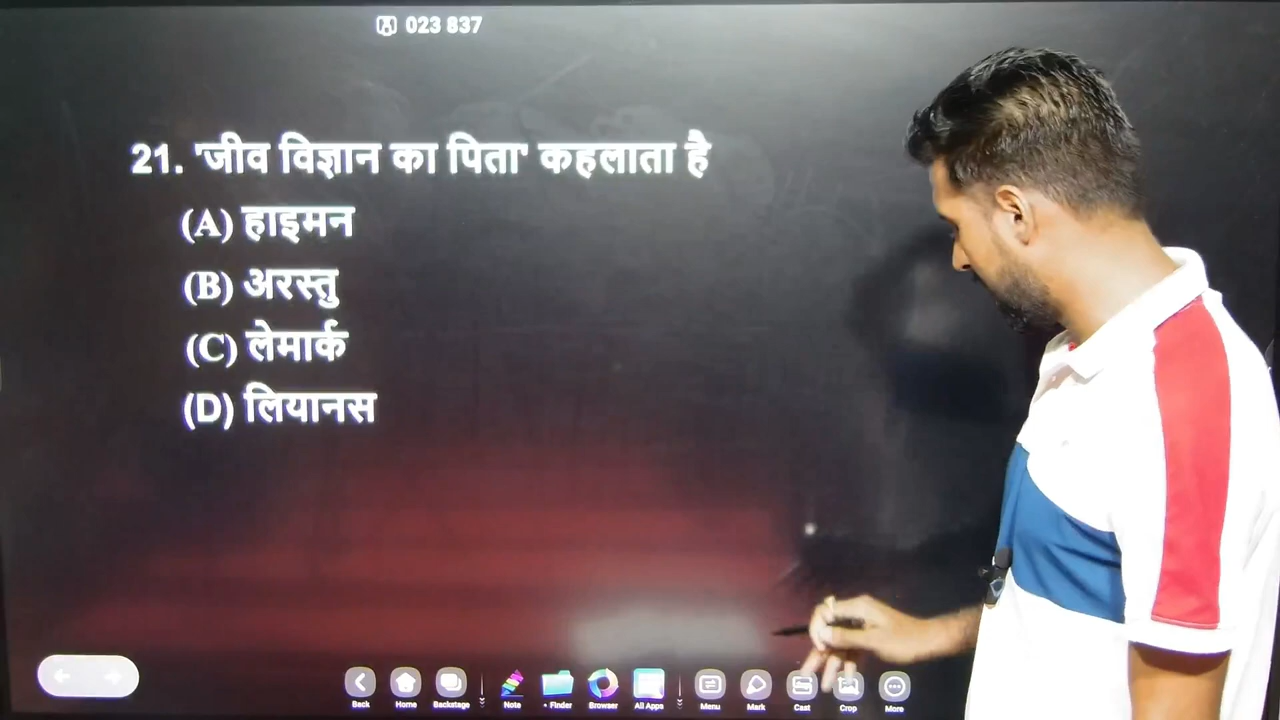 023 837
21. 'जीव विज्ञान का पिता' कहलाता है
(A) हाइमन
(B) अरस्तु
(C) लेमार्क
(D) लियानस
Back Home Backstage Note Finder Browser All Apps Menu Mark Cast Crop More